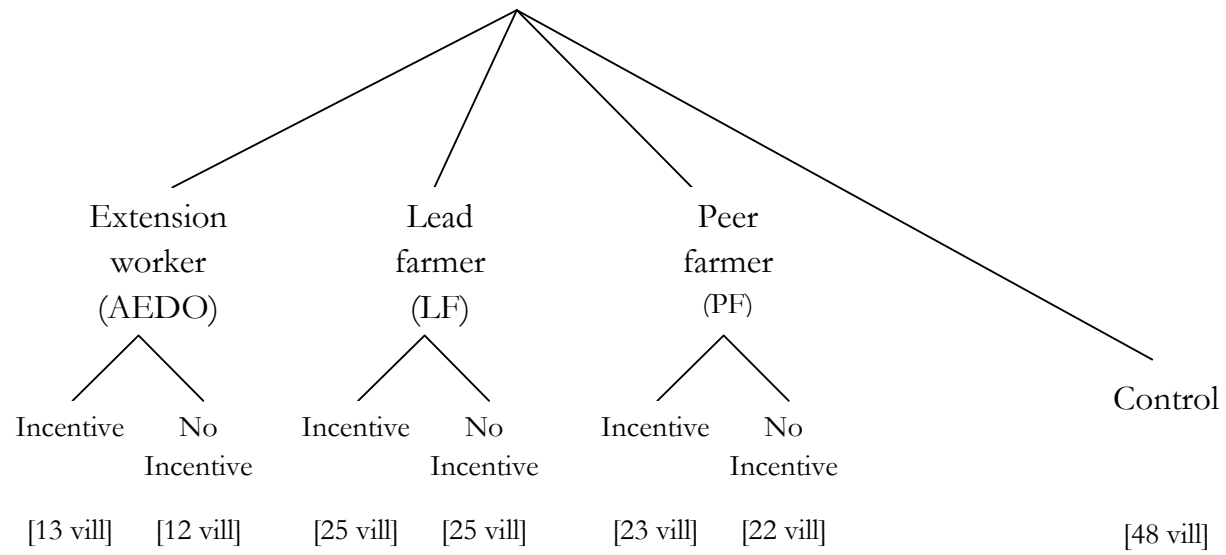 Extension
worker
(AEDO)
Lead
farmer
(LF)
Peer
farmer
(PF)
Control
Incentive
No
Incentive
Incentive
No
Incentive
Incentive
No
Incentive
[13 vill]
[12 vill]
[25 vill]
[25 vill]
[23 vill]
[22 vill]
[48 vill]